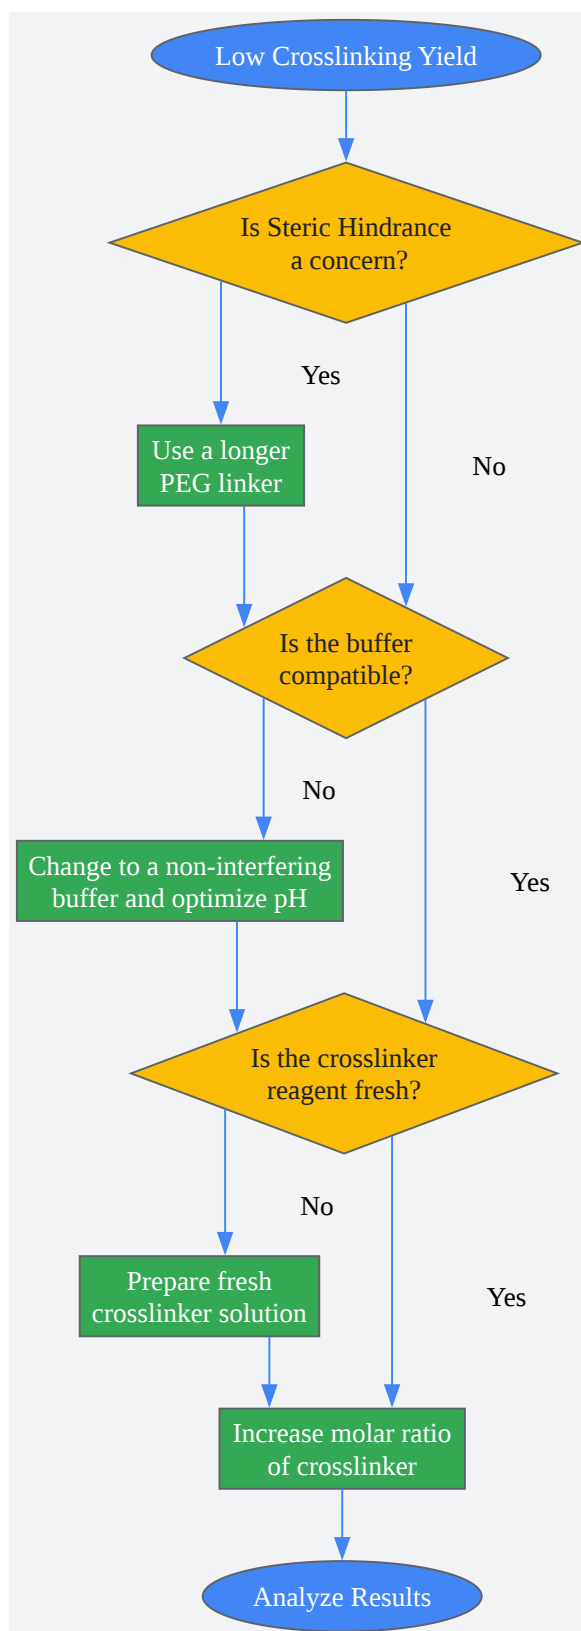 Low Crosslinking Yield
Is Steric Hindrance
a concern?
Yes
Use a longer
PEG linker
No
Is the buffer
compatible?
No
Change to a non-interfering
buffer and optimize pH
Yes
Is the crosslinker
reagent fresh?
No
Prepare fresh
crosslinker solution
Yes
Increase molar ratio
of crosslinker
Analyze Results